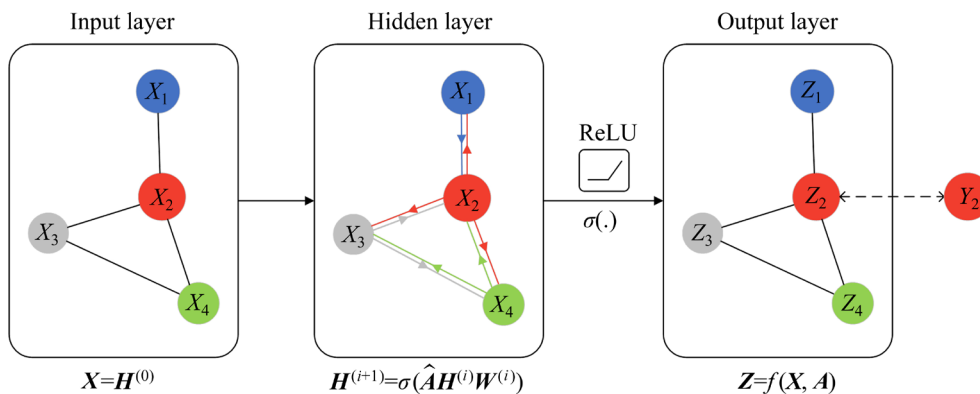 Input layer
Hidden layer
Output layer
X₁
X₂
X₃
X₄
X₁
X₂
X₃
X₄
ReLU
σ(.)
Z₁
Z₂
Z₃
Z₄
Y₂
X=H⁽⁰⁾
H⁽ⁱ⁺¹⁾=σ(ÂH⁽ⁱ⁾W⁽ⁱ⁾)
Z=f(X, A)